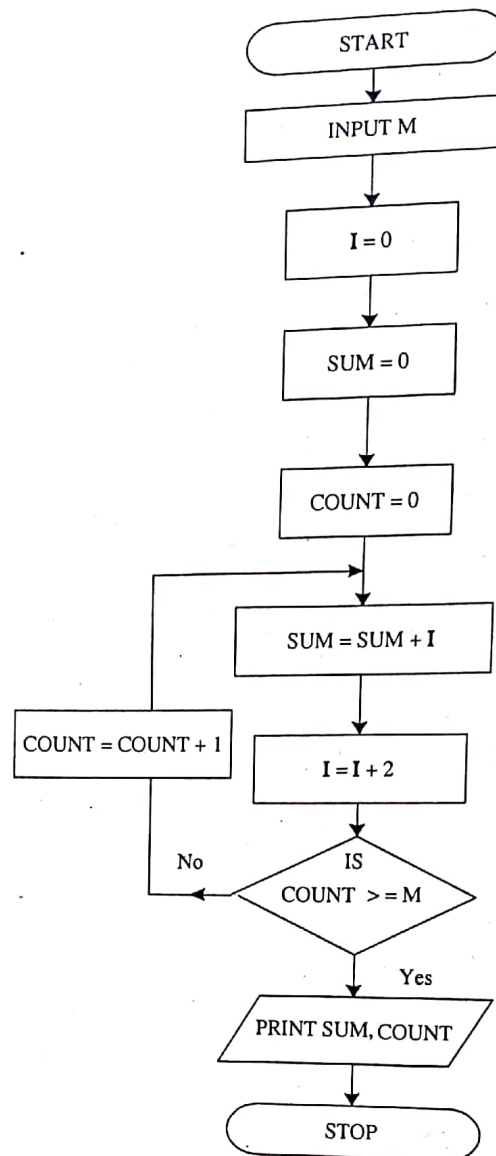 START
INPUT M
I = 0
SUM = 0
COUNT = 0
SUM = SUM + I
COUNT = COUNT + 1
I = I + 2
No
IS
COUNT >= M
Yes
PRINT SUM, COUNT
STOP